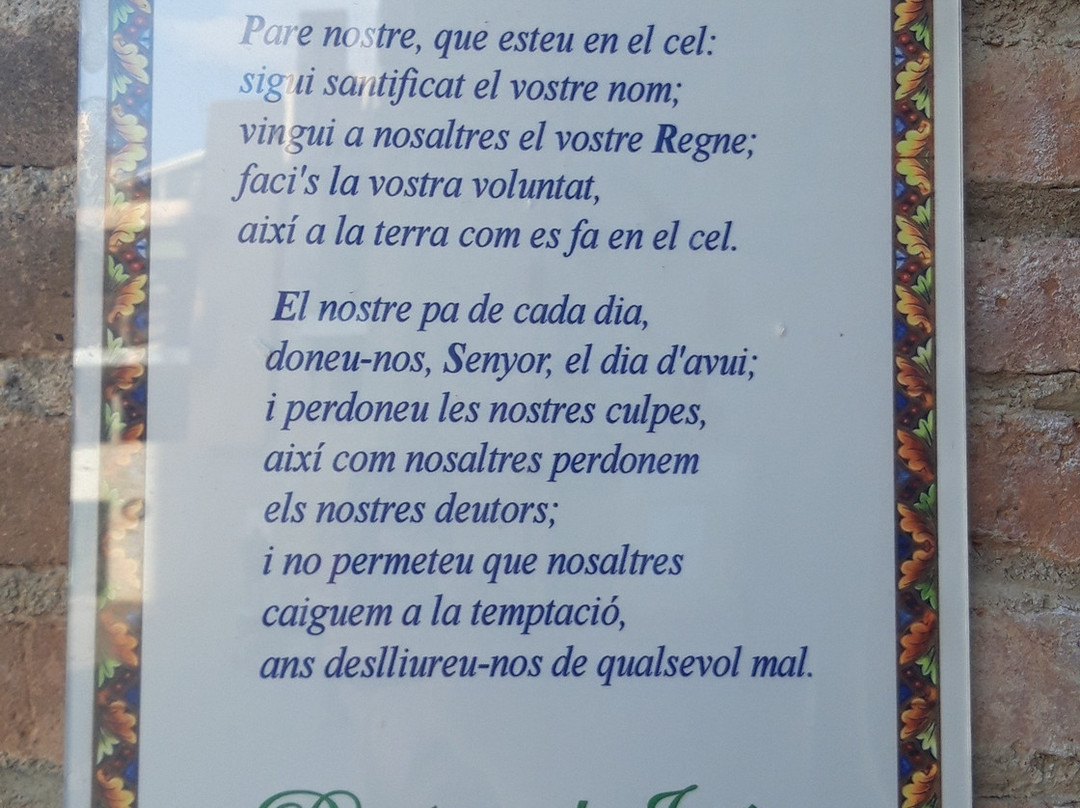 Pare nostre, que esteu en el cel:
sigui santificat el vostre nom;
vingui a nosaltres el vostre Regne;
faci's la vostra voluntat,
així a la terra com es fa en el cel.
El nostre pa de cada dia,
doneu-nos, Senyor, el dia d'avui;
i perdoneu les nostres culpes,
així com nosaltres perdonem
els nostres deutors;
i no permeteu que nosaltres
caiguem a la temptació,
ans deslliureu-nos de qualsevol mal.